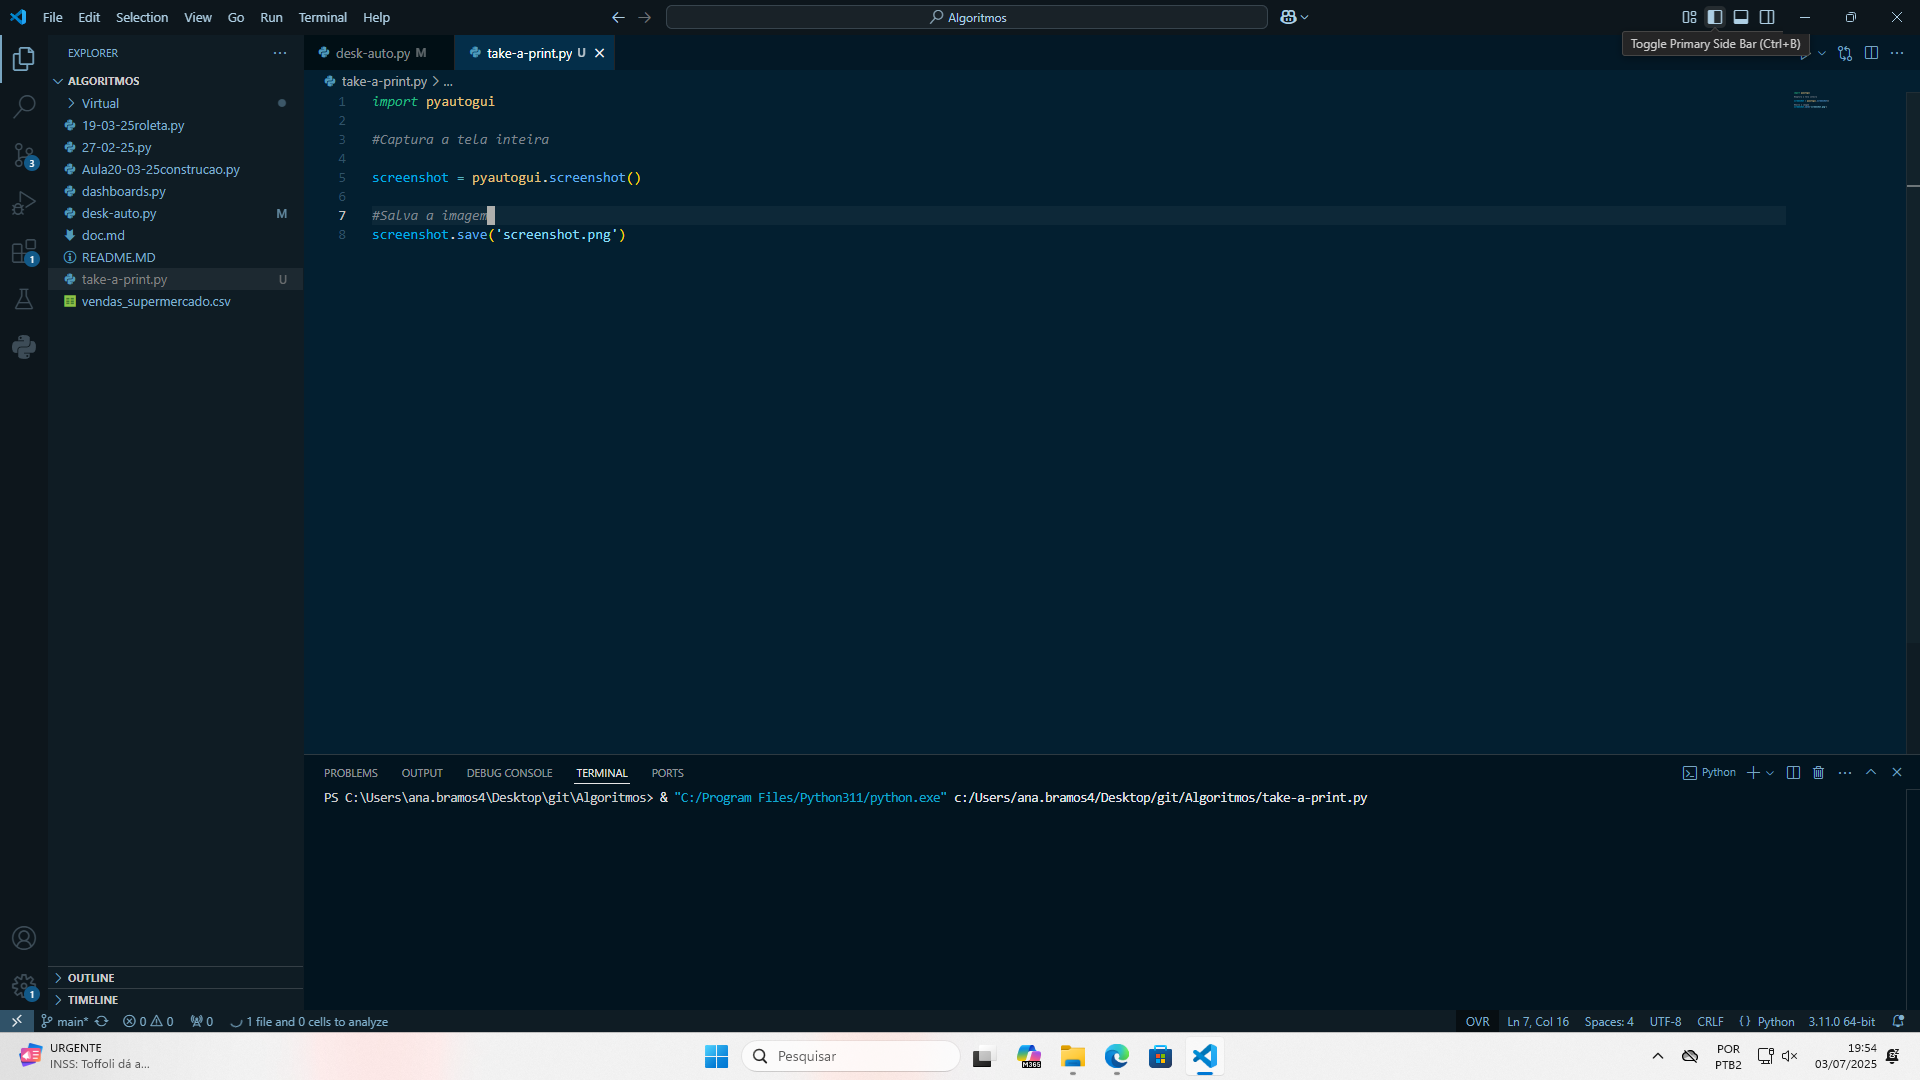 File Edit Selection View Go Run Terminal Help
Algoritmos
Toggle Primary Side Bar (Ctrl+B)
EXPLORER
ALGORITMOS
Virtual
19-03-25roleta.py
27-02-25.py
Aula20-03-25construcao.py
dashboards.py
desk-auto.py M
doc.md
README.MD
take-a-print.py U
vendas_supermercado.csv
3
1
OUTLINE
TIMELINE
1
desk-auto.py M
take-a-print.py U
take-a-print.py > ...
1 import pyautogui
2
3 #Captura a tela inteira
4
5 screenshot = pyautogui.screenshot()
6
7 #Salva a imagem
8 screenshot.save('screenshot.png')
PROBLEMS OUTPUT DEBUG CONSOLE TERMINAL PORTS
Python
PS C:\Users\ana.bramos4\Desktop\git\Algoritmos> & "C:/Program Files/Python311/python.exe" c:/Users/ana.bramos4/Desktop/git/Algoritmos/take-a-print.py
main* 0 0 0 1 file and 0 cells to analyze
OVR Ln 7, Col 16 Spaces: 4 UTF-8 CRLF {} Python 3.11.0 64-bit
URGENTE
INSS: Toffoli dá a...
Pesquisar
M365
POR
PTB2
19:54
03/07/2025